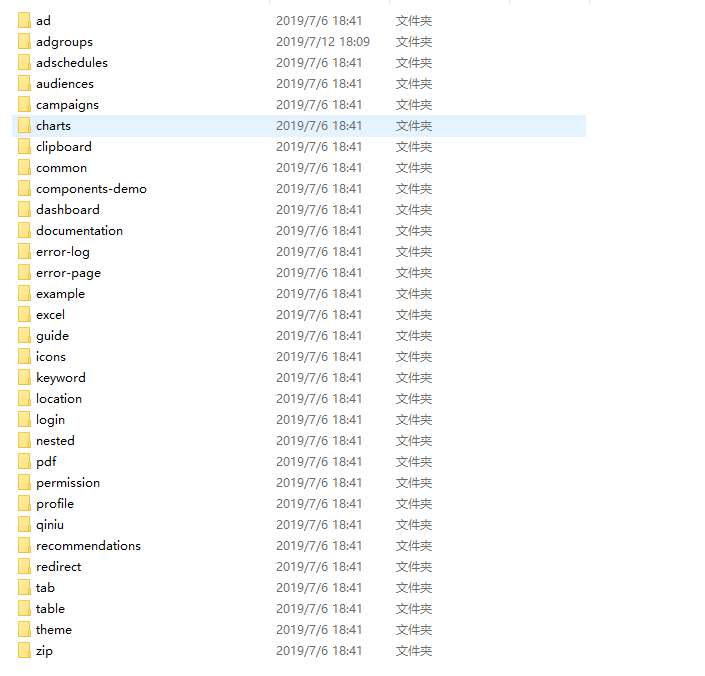 ad 2019/7/6 18:41 文件夹
adgroups 2019/7/12 18:09 文件夹
adschedules 2019/7/6 18:41 文件夹
audiences 2019/7/6 18:41 文件夹
campaigns 2019/7/6 18:41 文件夹
charts 2019/7/6 18:41 文件夹
clipboard 2019/7/6 18:41 文件夹
common 2019/7/6 18:41 文件夹
components-demo 2019/7/6 18:41 文件夹
dashboard 2019/7/6 18:41 文件夹
documentation 2019/7/6 18:41 文件夹
error-log 2019/7/6 18:41 文件夹
error-page 2019/7/6 18:41 文件夹
example 2019/7/6 18:41 文件夹
excel 2019/7/6 18:41 文件夹
guide 2019/7/6 18:41 文件夹
icons 2019/7/6 18:41 文件夹
keyword 2019/7/6 18:41 文件夹
location 2019/7/6 18:41 文件夹
login 2019/7/6 18:41 文件夹
nested 2019/7/6 18:41 文件夹
pdf 2019/7/6 18:41 文件夹
permission 2019/7/6 18:41 文件夹
profile 2019/7/6 18:41 文件夹
qiniu 2019/7/6 18:41 文件夹
recommendations 2019/7/6 18:41 文件夹
redirect 2019/7/6 18:41 文件夹
tab 2019/7/6 18:41 文件夹
table 2019/7/6 18:41 文件夹
theme 2019/7/6 18:41 文件夹
zip 2019/7/6 18:41 文件夹